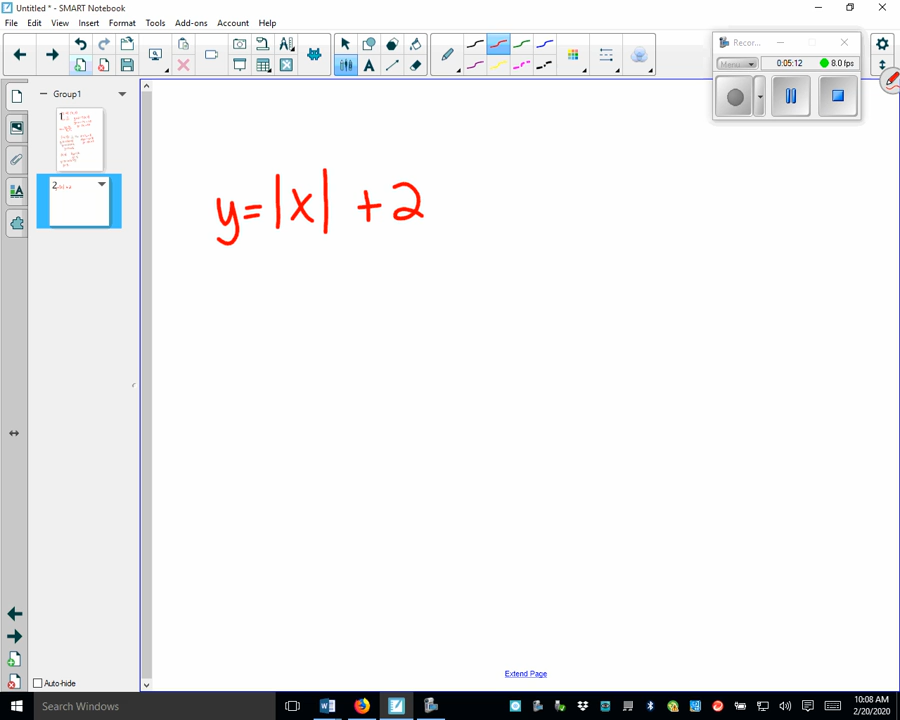 Untitled * - SMART Notebook
File Edit View Insert Format Tools Add-ons Account Help
Recor...
Menu 0:05:12 8.0 fps
Group1
2
y=|x| +2
Extend Page
Auto-hide
Search Windows
10:08 AM
2/20/2020